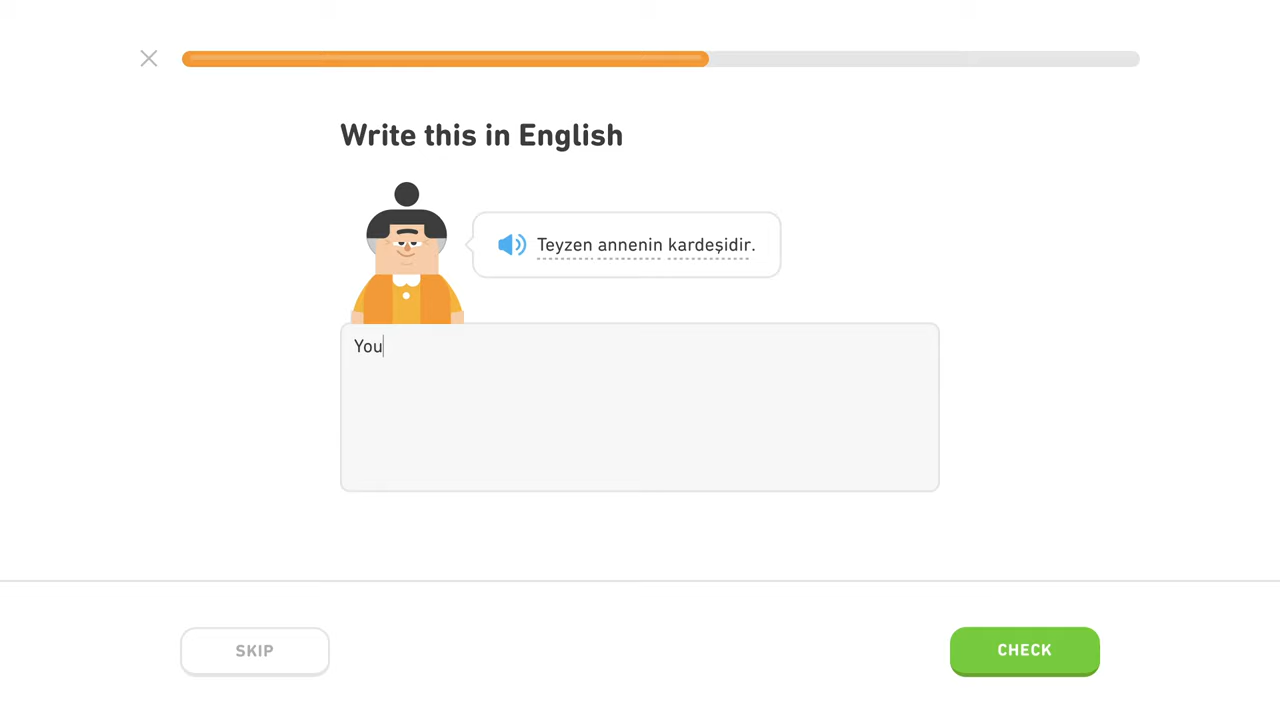 Write this in English
Teyzen annenin kardeşidir.
You
SKIP
CHECK